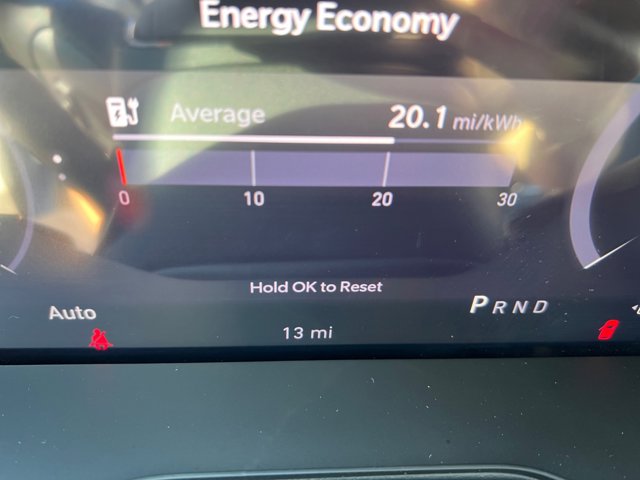 Energy Economy
Average 20.1 mi/kWh
0 10 20 30
Hold OK to Reset
Auto PRND
13 mi